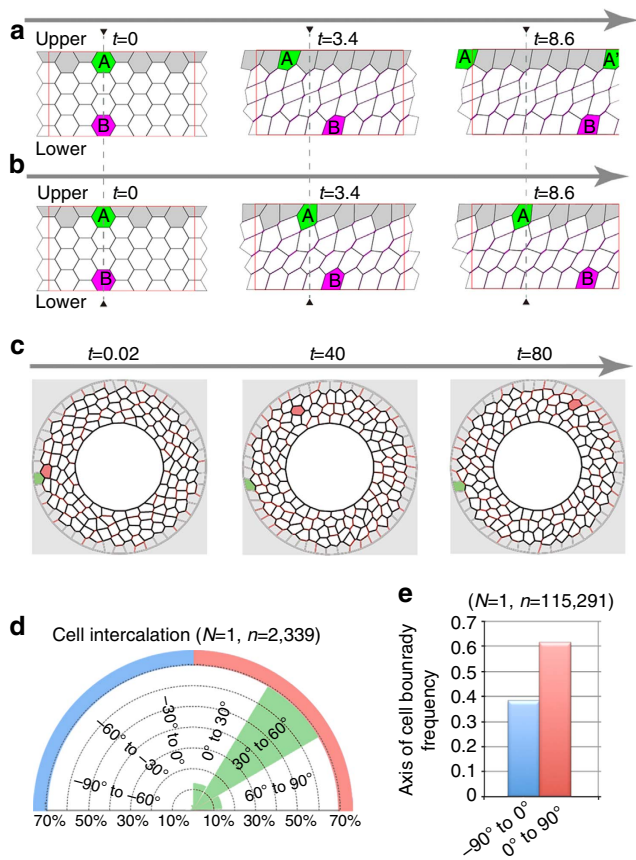 a
Upper t=0 t=3.4 t=8.6
A A A A'
B B B
Lower
b
Upper t=0 t=3.4 t=8.6
A A A
B B B
Lower
c
t=0.02 t=40 t=80
d
Cell intercalation (N=1, n=2,339)
−90° to −60°
−60° to −30°
−30° to 0°
0° to 30°
30° to 60°
60° to 90°
70% 50% 30% 10% 10% 30% 50% 70%
e
(N=1, n=115,291)
Axis of cell bounrady
frequency
0.7
0.6
0.5
0.4
0.3
0.2
0.1
0
−90° to 0°
0° to 90°